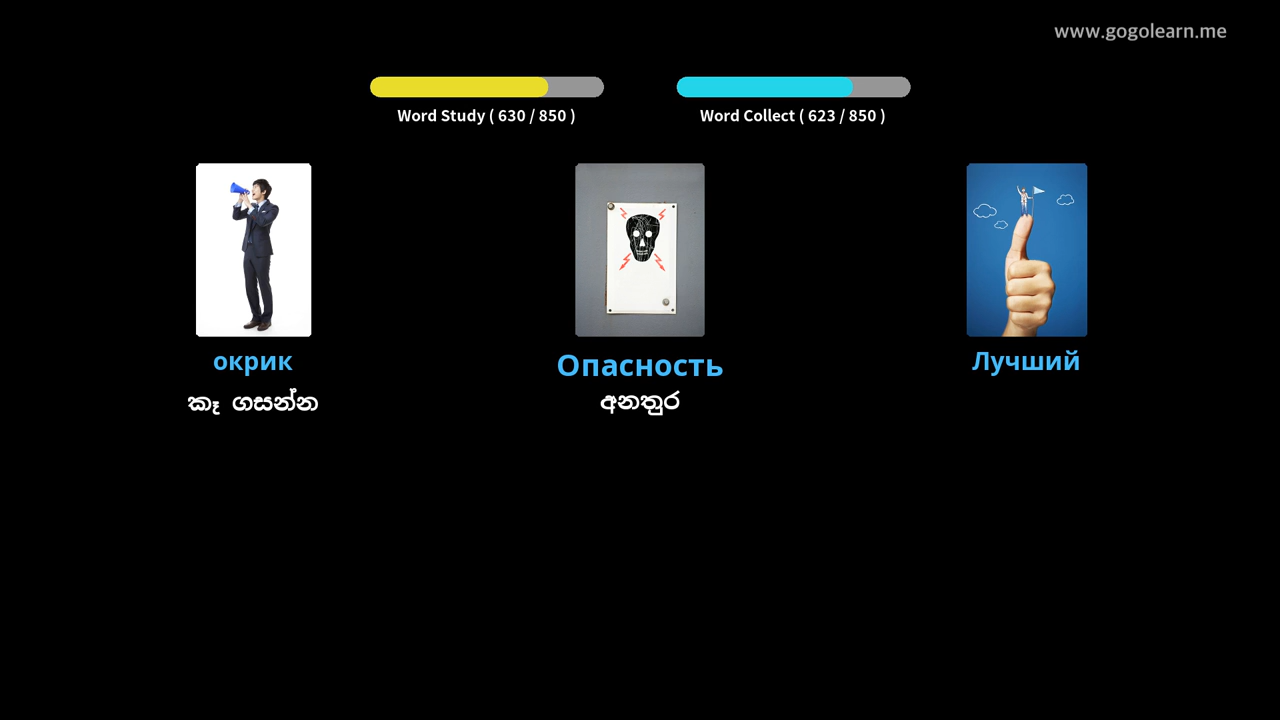 www.gogolearn.me
Word Study ( 630 / 850 )
Word Collect ( 623 / 850 )
окрик
Опасность
Лучший
කෑ ගසන්න
අනතුර